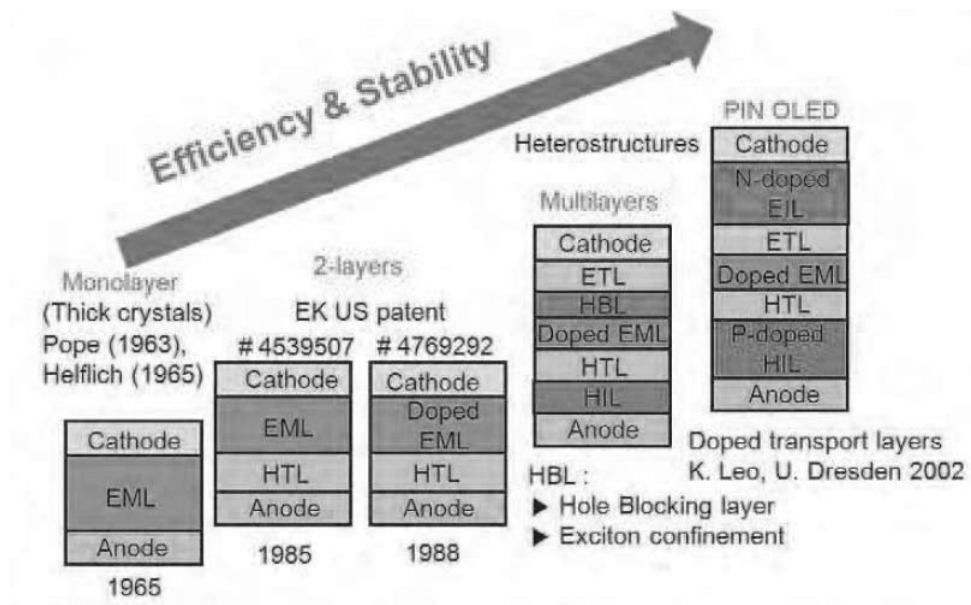 Efficiency & Stability
Monolayer
(Thick crystals)
Pope (1963),
Helflich (1965)
Cathode
EML
Anode
1965
2-layers
EK US patent
# 4539507
# 4769292
Cathode
EML
HTL
Anode
1985
Cathode
Doped
EML
HTL
Anode
1988
Heterostructures
Multilayers
Cathode
ETL
HBL
Doped EML
HTL
HIL
Anode
HBL :
▶ Hole Blocking layer
▶ Exciton confinement
PIN OLED
Cathode
N-doped
EIL
ETL
Doped EML
HTL
P-doped
HIL
Anode
Doped transport layers
K. Leo, U. Dresden 2002